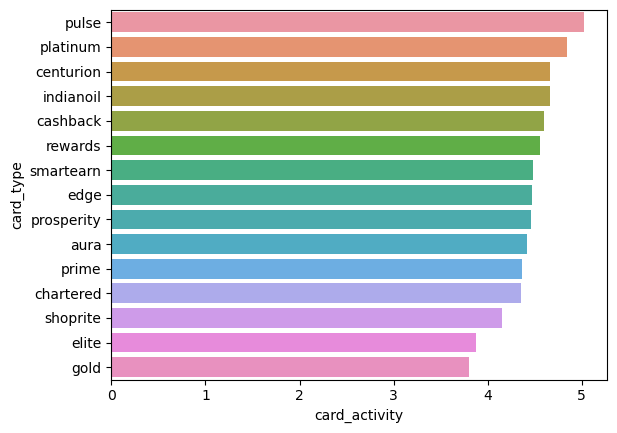 pulse
platinum
centurion
indianoil
cashback
rewards
smartearn
edge
prosperity
aura
prime
chartered
shoprite
elite
gold
card_type
0 1 2 3 4 5
card_activity